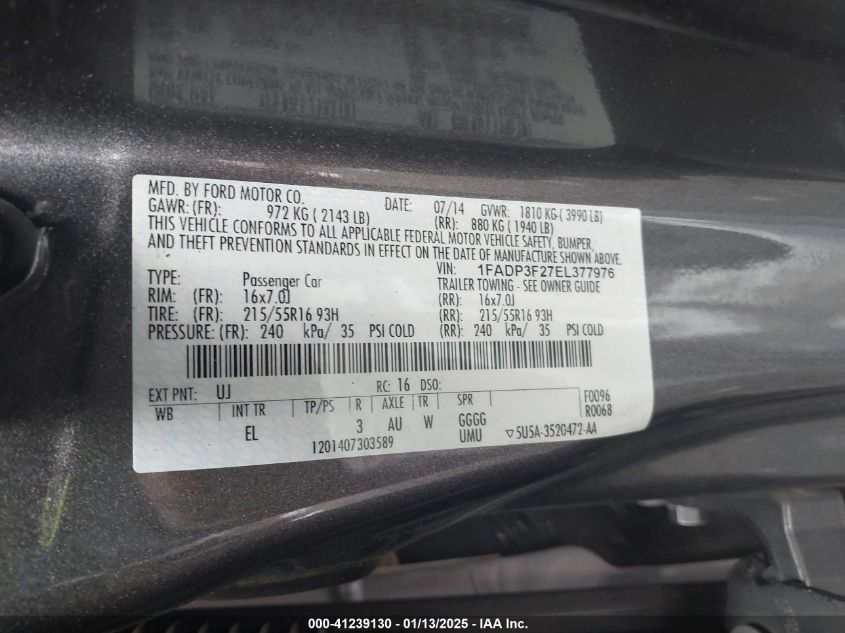 MFD. BY FORD MOTOR CO. DATE: 07/14 GVWR: 1810 KG-( 3990 LB)
GAWR: (FR): 972 KG ( 2143 LB) (RR): 880 KG ( 1940 LB)
THIS VEHICLE CONFORMS TO ALL APPLICABLE FEDERAL MOTOR VEHICLE SAFETY, BUMPER,
AND THEFT PREVENTION STANDARDS IN EFFECT ON THE DATE OF MANUFACTURE SHOWN ABOVE.
VIN: 1FADP3F27EL377976
TYPE: Passenger Car TRAILER TOWING - SEE OWNER GUIDE
RIM: (FR): 16x7.0J (RR): 16x7.0J
TIRE: (FR): 215/55R16 93H (RR): 215/55R16 93H
PRESSURE: (FR): 240 kPa/ 35 PSI COLD (RR): 240 kPa/ 35 PSI COLD
EXT PNT: UJ RC: 16 DSO: F0096
WB INT TR TP/PS R AXLE TR SPR R0068
EL 3 AU W GGGG
1201407303589 UMU ▽5U5A-3520472-AA
000-41239130 - 01/13/2025 - IAA Inc.